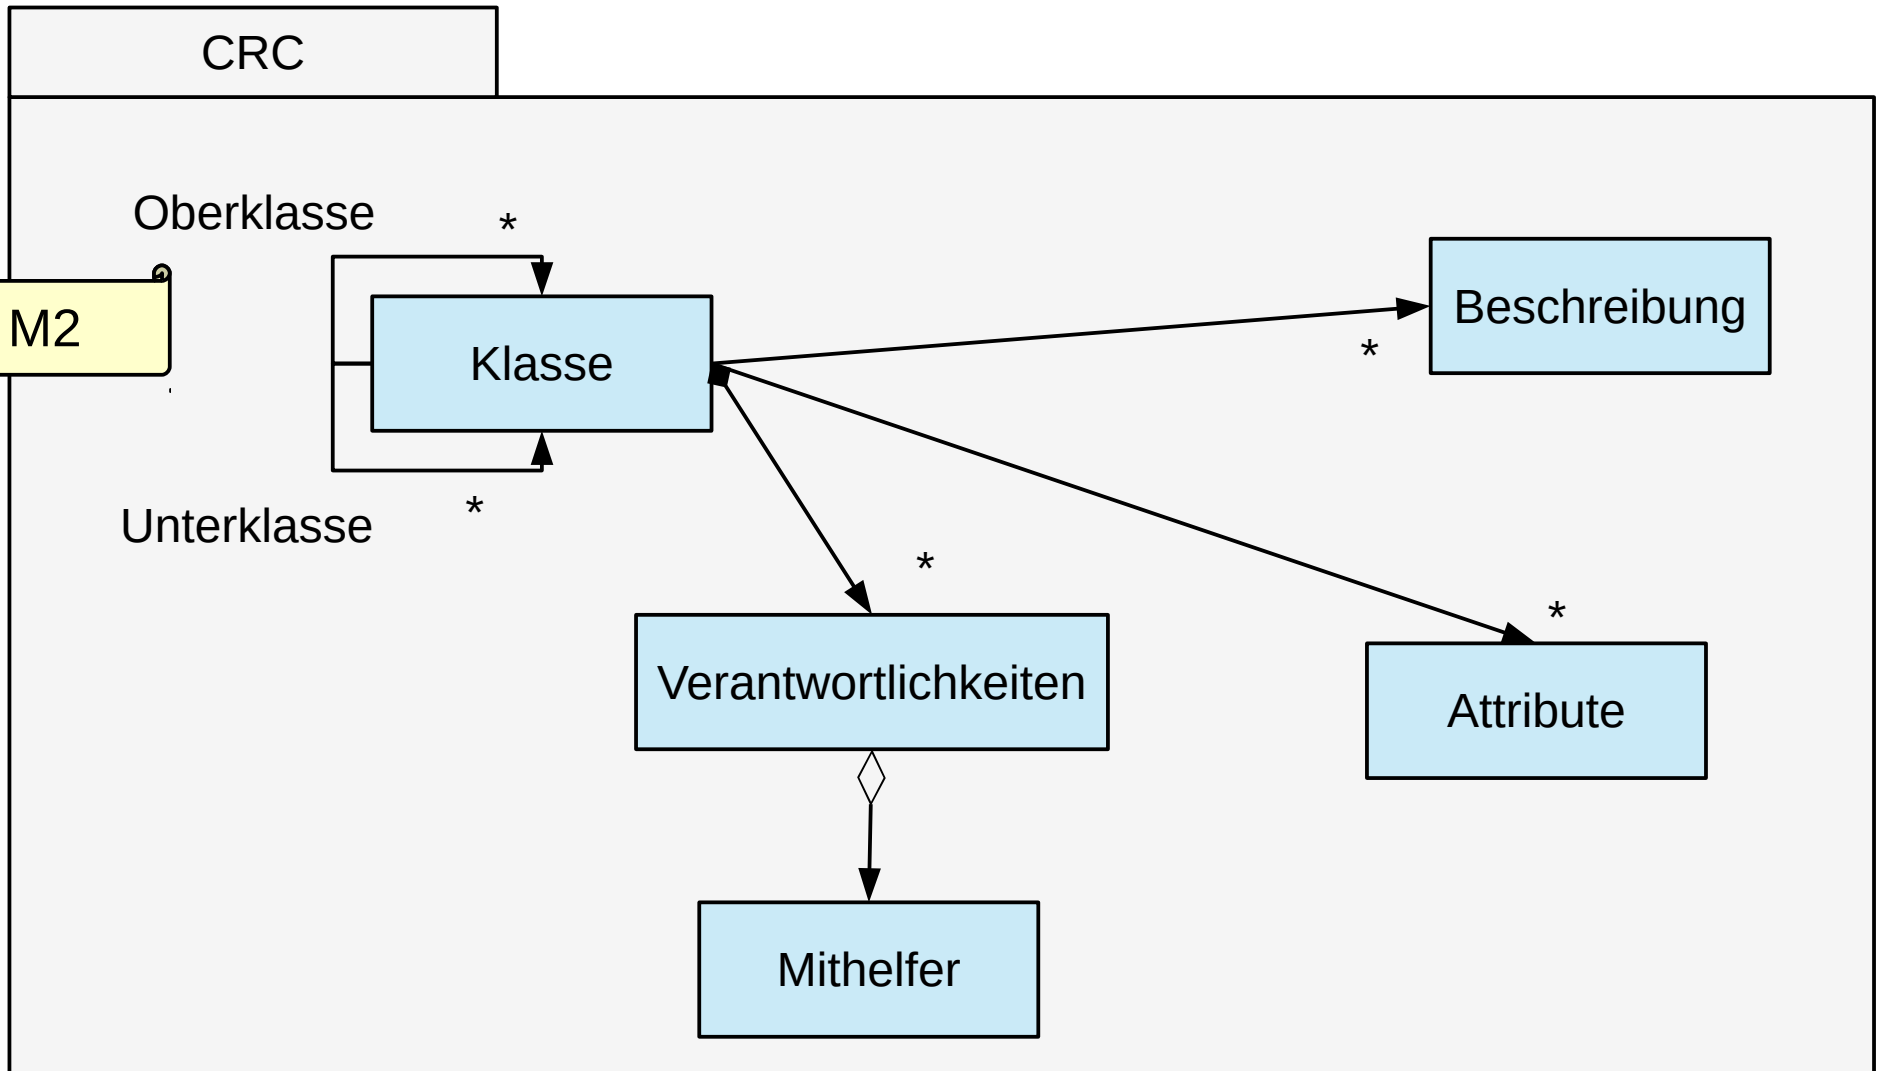 CRC
Oberklasse
*
M2
Klasse
Beschreibung
*
Unterklasse
*
*
*
Verantwortlichkeiten
Attribute
Mithelfer